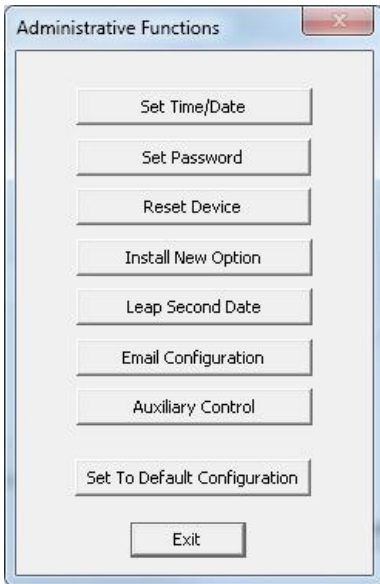 Administrative Functions
Set Time/Date
Set Password
Reset Device
Install New Option
Leap Second Date
Email Configuration
Auxiliary Control
Set To Default Configuration
Exit